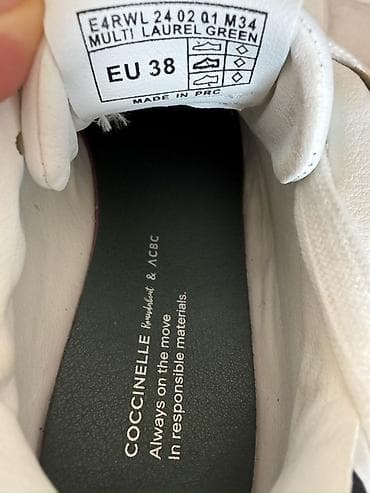 E4RWL 24 02 01 M34
MULTI LAUREL GREEN
EU 38
MADE IN PRC
COCCINELLE & ACBC
Always on the move
In responsible materials.